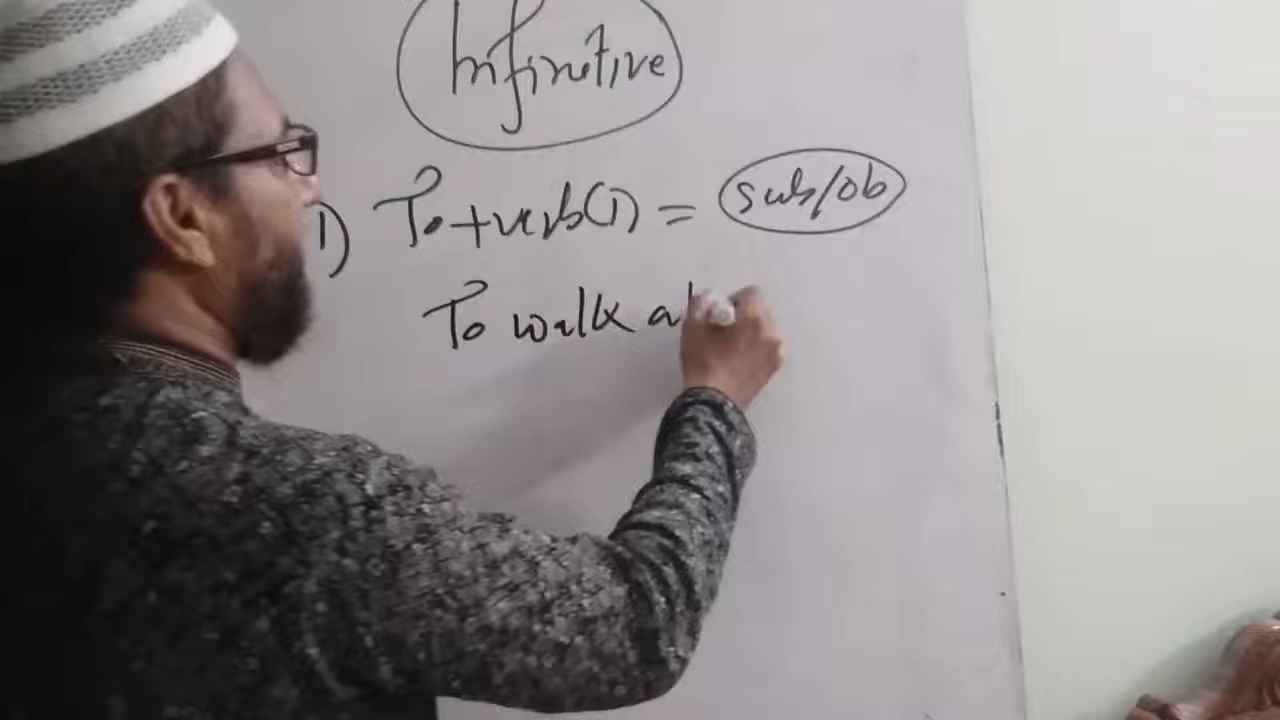 Infinitive
1) To+verb(1) = sub/ob
To walk